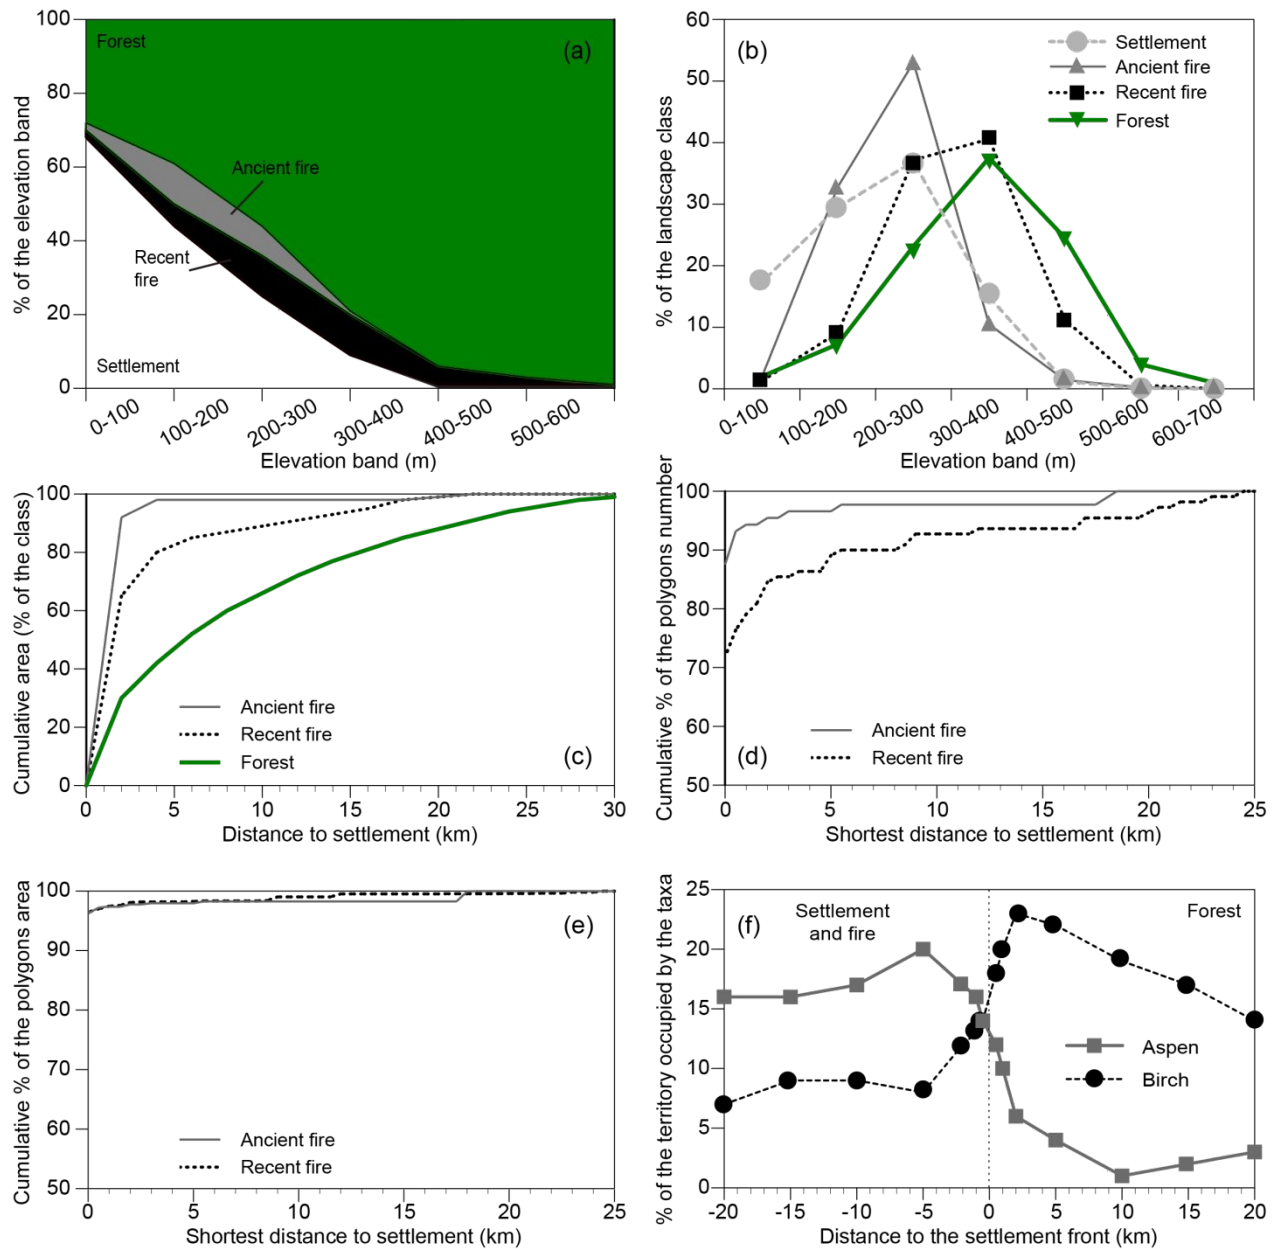 % of the elevation band
100
80
60
40
20
0
Forest
(a)
Ancient fire
Recent
fire
Settlement
0-100
100-200
200-300
300-400
400-500
500-600
Elevation band (m)
% of the landscape class
60
50
40
30
20
10
0
(b)
Settlement
Ancient fire
Recent fire
Forest
0-100
100-200
200-300
300-400
400-500
500-600
600-700
Elevation band (m)
Cumulative area (% of the class)
100
80
60
40
20
0
Ancient fire
Recent fire
Forest
(c)
0 5 10 15 20 25 30
Distance to settlement (km)
Cumulative % of the polygons numnber
100
90
80
70
60
50
Ancient fire
(d)
Recent fire
0 5 10 15 20 25
Shortest distance to settlement (km)
Cumulative % of the polygons area
100
90
80
70
60
50
(e)
Ancient fire
Recent fire
0 5 10 15 20 25
Shortest distance to settlement (km)
% of the territory occupied by the taxa
25
20
15
10
5
0
(f)
Settlement
and fire
Forest
Aspen
Birch
-20 -15 -10 -5 0 5 10 15 20
Distance to the settlement front (km)